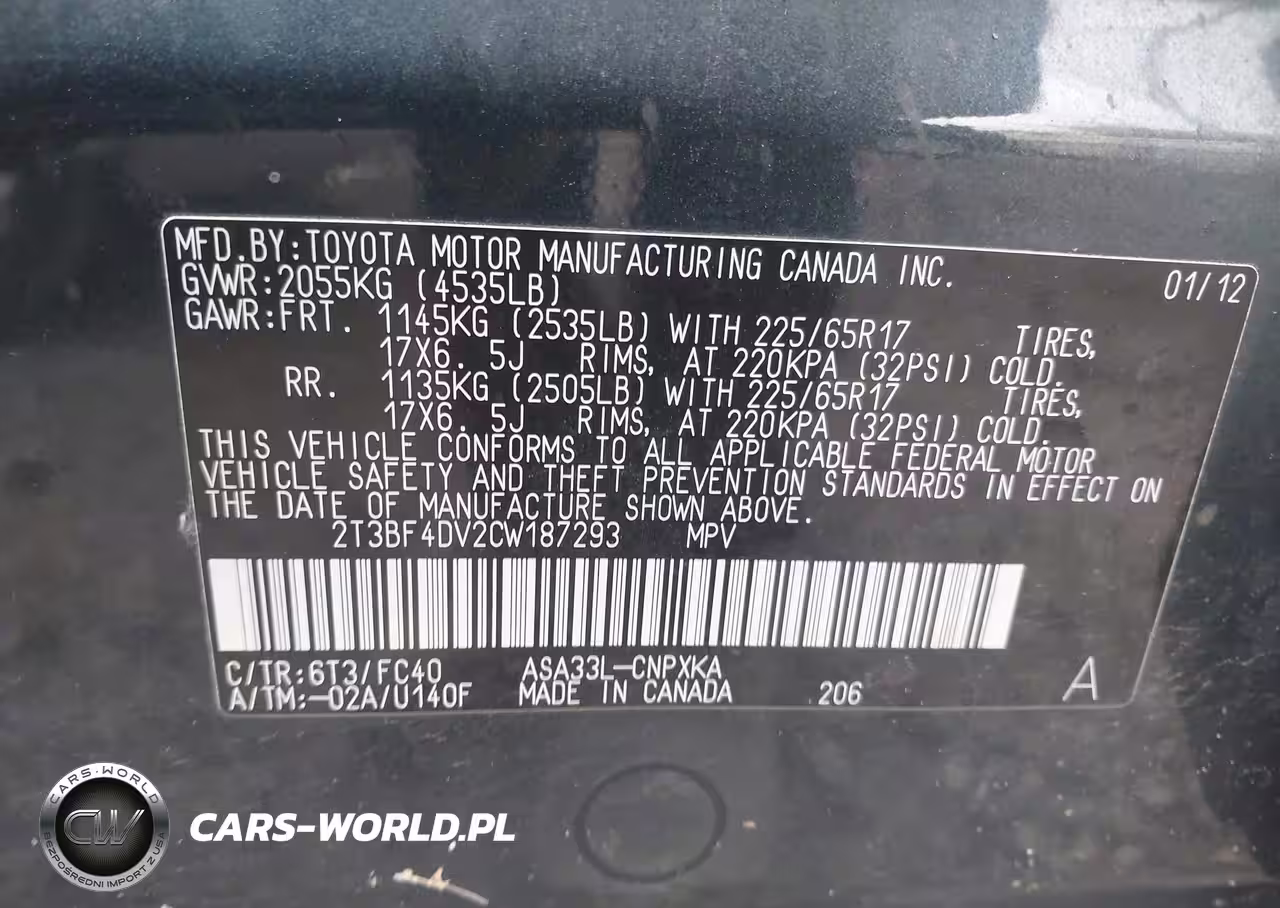 MFD.BY:TOYOTA MOTOR MANUFACTURING CANADA INC. 01/12
GVWR:2055KG (4535LB)
GAWR:FRT. 1145KG (2535LB) WITH 225/65R17 TIRES,
17X6.5J RIMS, AT 220KPA (32PSI) COLD.
RR. 1135KG (2505LB) WITH 225/65R17 TIRES,
17X6.5J RIMS, AT 220KPA (32PSI) COLD.
THIS VEHICLE CONFORMS TO ALL APPLICABLE FEDERAL MOTOR
VEHICLE SAFETY AND THEFT PREVENTION STANDARDS IN EFFECT ON
THE DATE OF MANUFACTURE SHOWN ABOVE.
2T3BF4DV2CW187293 MPV
C/TR:6T3/FC40 ASA33L-CNPXKA
A/TM:-02A/U140F MADE IN CANADA 206 A
CARS-WORLD
CW
BEZPOŚREDNI IMPORT Z USA
CARS-WORLD.PL